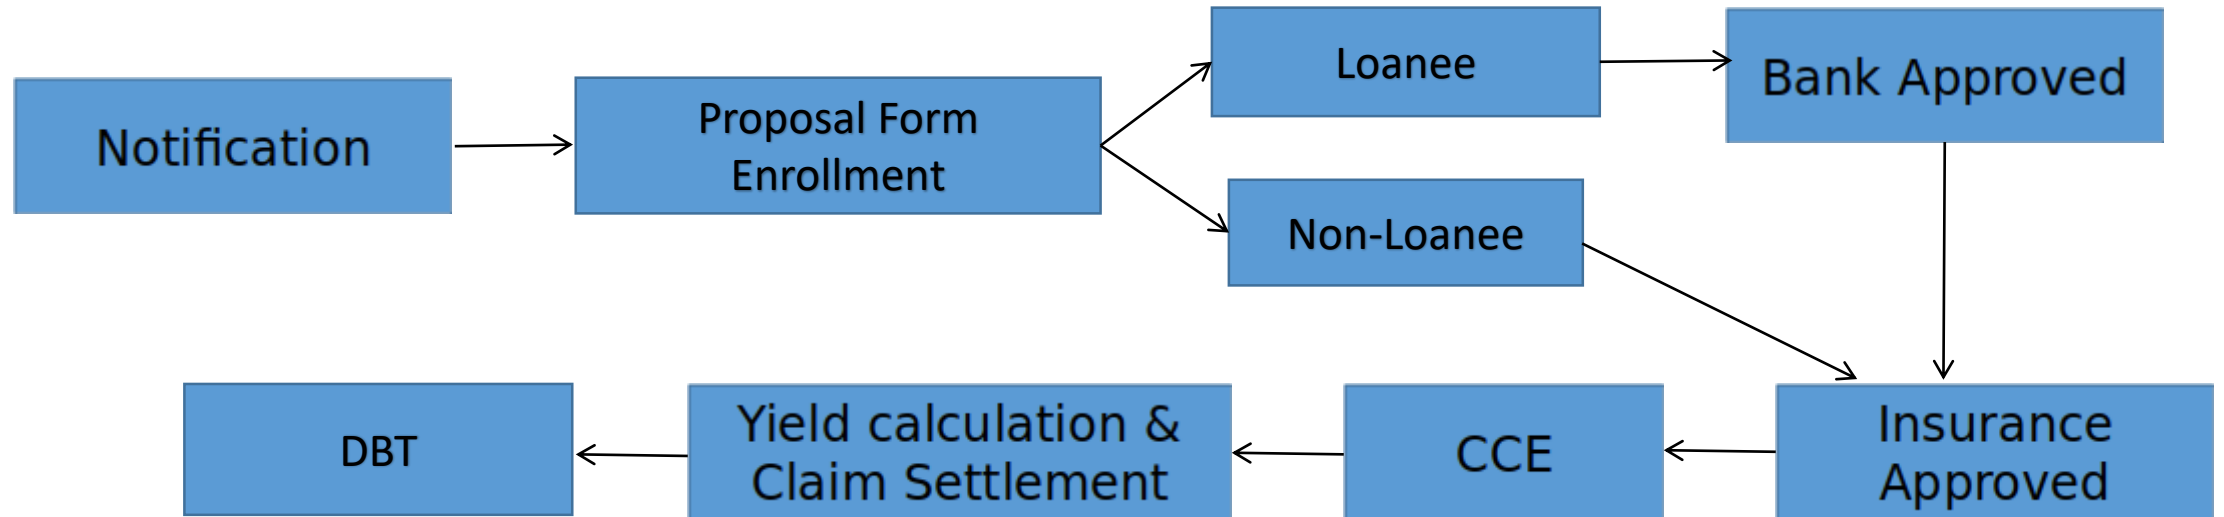 Notification
Proposal Form
Enrollment
Loanee
Bank Approved
Non-Loanee
Insurance
Approved
CCE
Yield calculation &
Claim Settlement
DBT